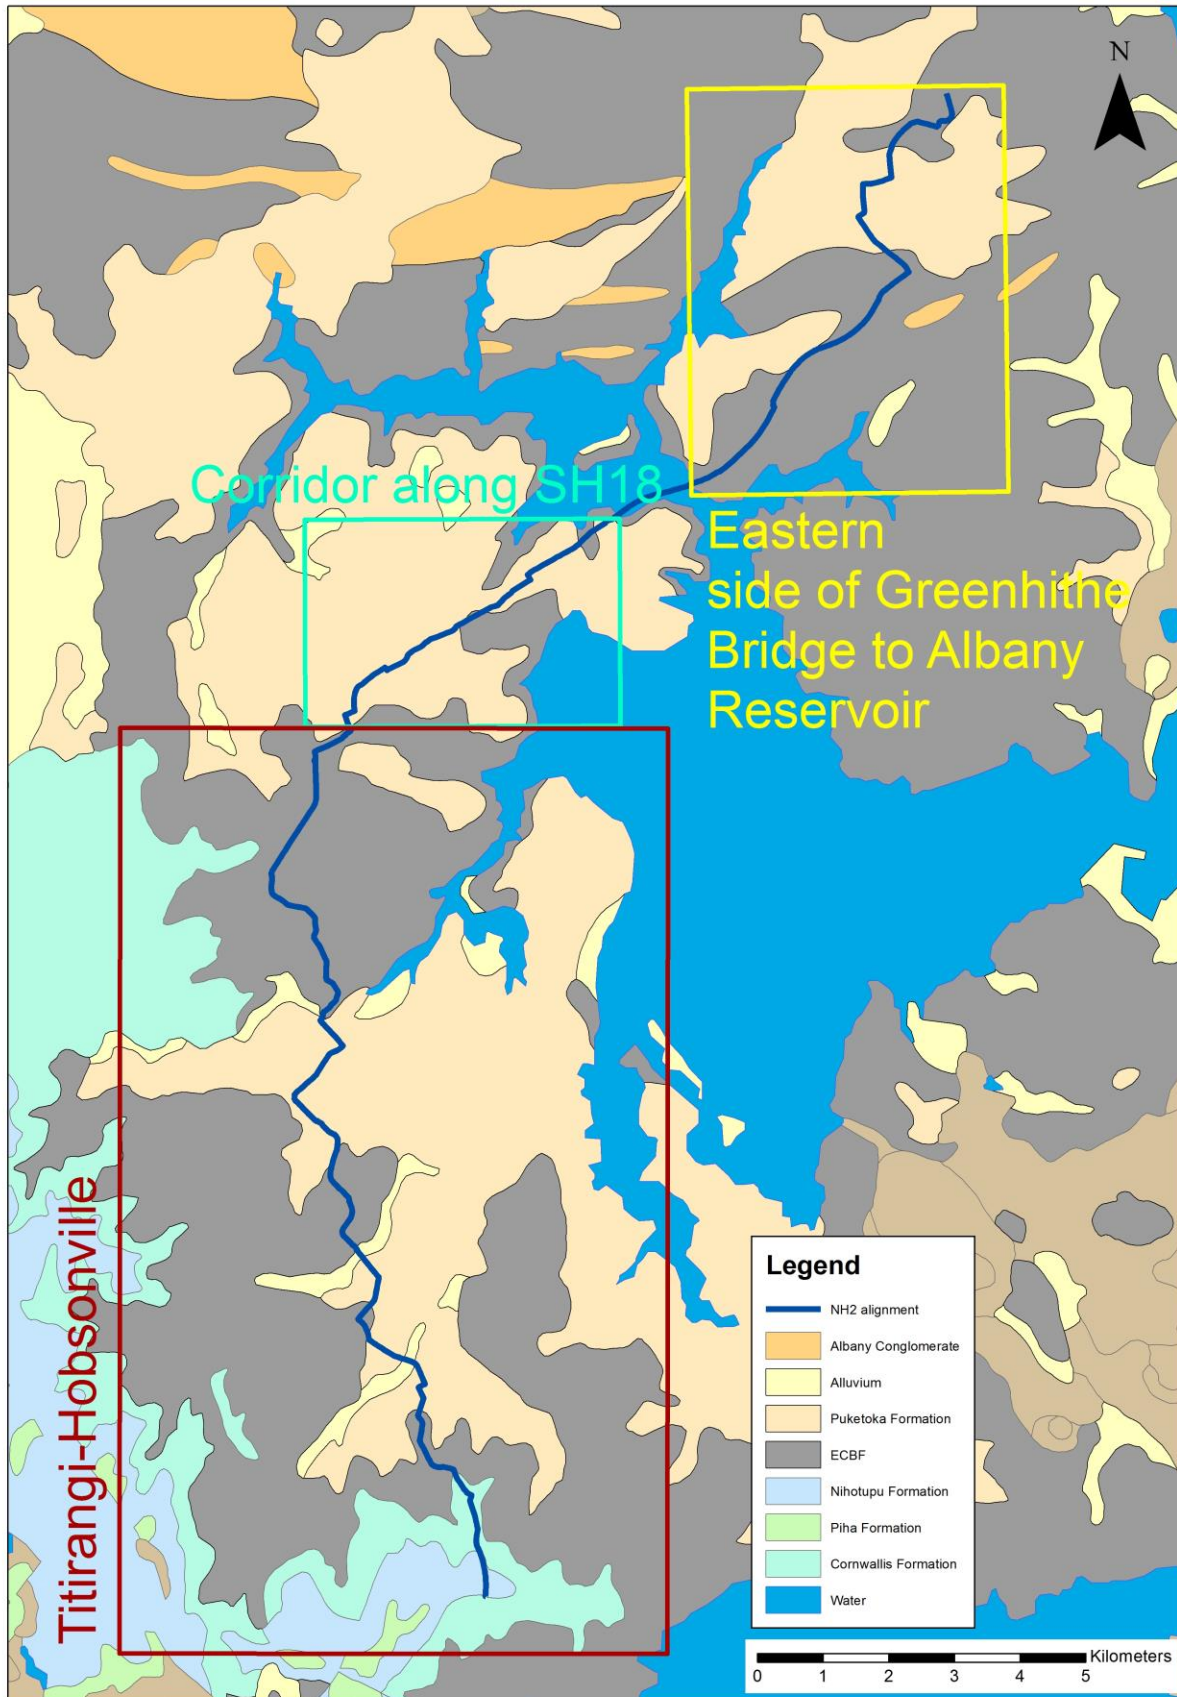 N
Corridor along SH18
Eastern
side of Greenhithe
Bridge to Albany
Reservoir
Titirangi-Hobsonville
Legend
NH2 alignment
Albany Conglomerate
Alluvium
Puketoka Formation
ECBF
Nihotupu Formation
Piha Formation
Cornwallis Formation
Water
Kilometers
0 1 2 3 4 5